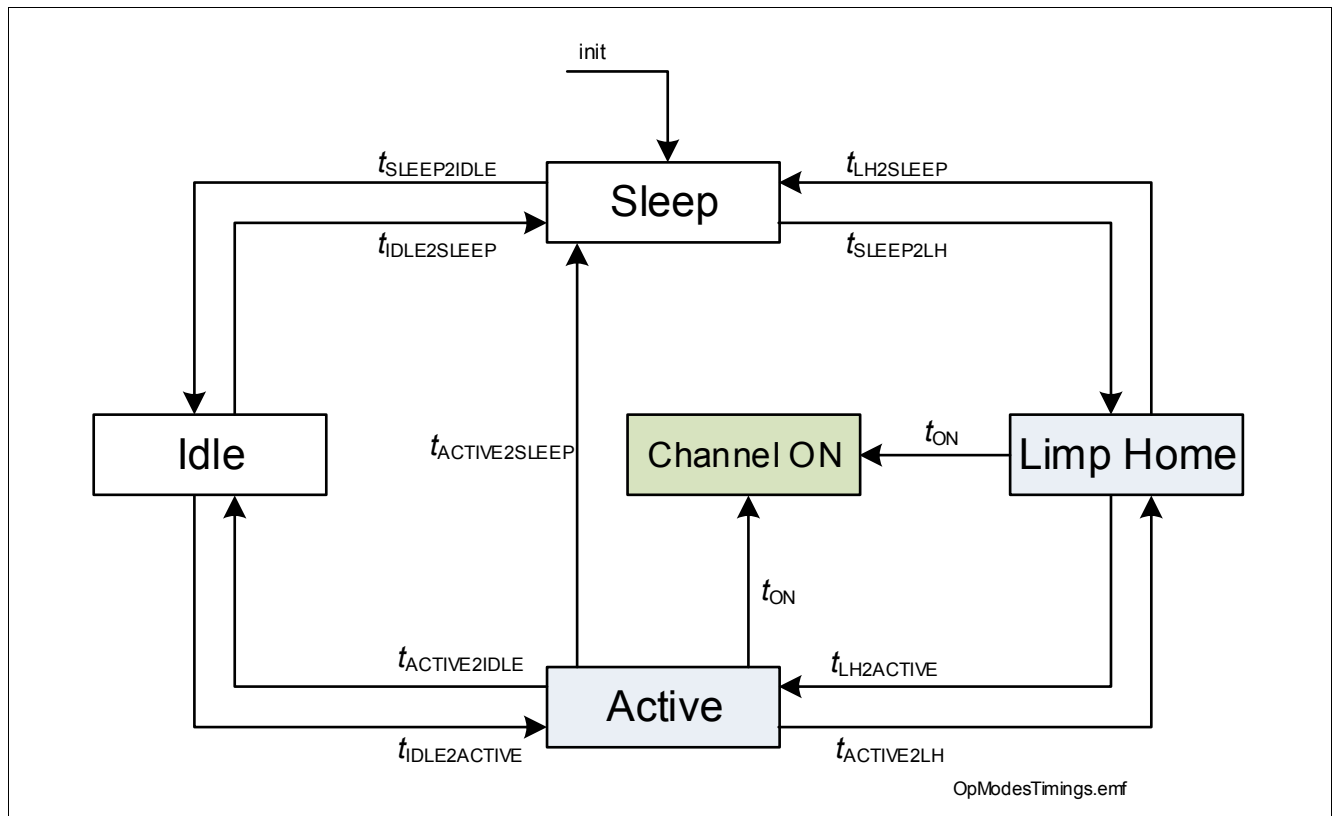 init
tSLEEP2IDLE
tLH2SLEEP
Sleep
tIDLE2SLEEP
tSLEEP2LH
Idle
tACTIVE2SLEEP
Channel ON
tON
Limp Home
tON
tACTIVE2IDLE
tLH2ACTIVE
Active
tIDLE2ACTIVE
tACTIVE2LH
OpModesTimings.emf